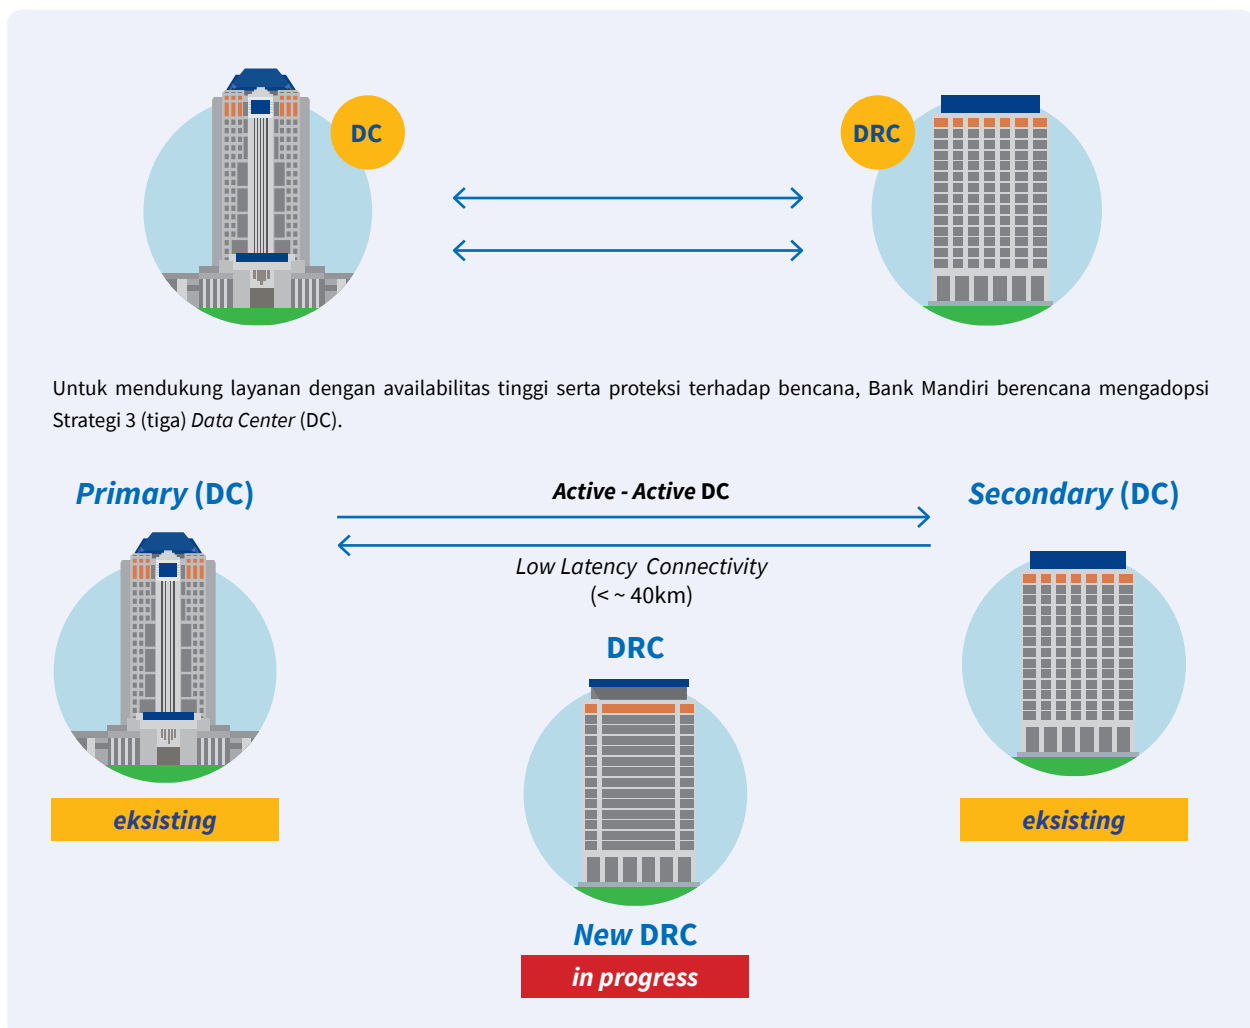 DC
DRC
Untuk mendukung layanan dengan availabilitas tinggi serta proteksi terhadap bencana, Bank Mandiri berencana mengadopsi
Strategi 3 (tiga) Data Center (DC).
Primary (DC)
Active - Active DC
Secondary (DC)
Low Latency Connectivity
(< ~ 40km)
DRC
eksisting
eksisting
New DRC
in progress